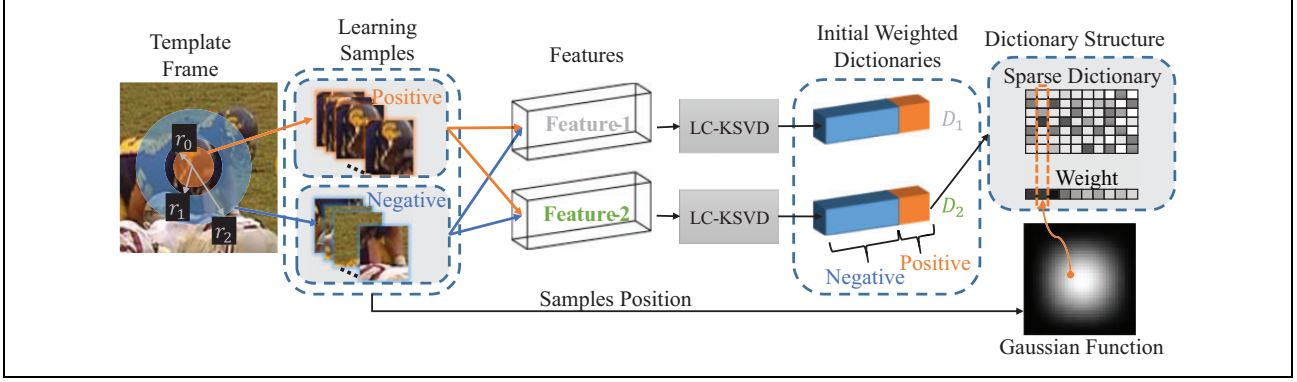 Template
Frame
r0
r1
r2
Learning
Samples
Positive
Negative
Features
Feature-1
Feature-2
LC-KSVD
LC-KSVD
Initial Weighted
Dictionaries
D1
D2
Negative
Positive
Dictionary Structure
Sparse Dictionary
Weight
Samples Position
Gaussian Function